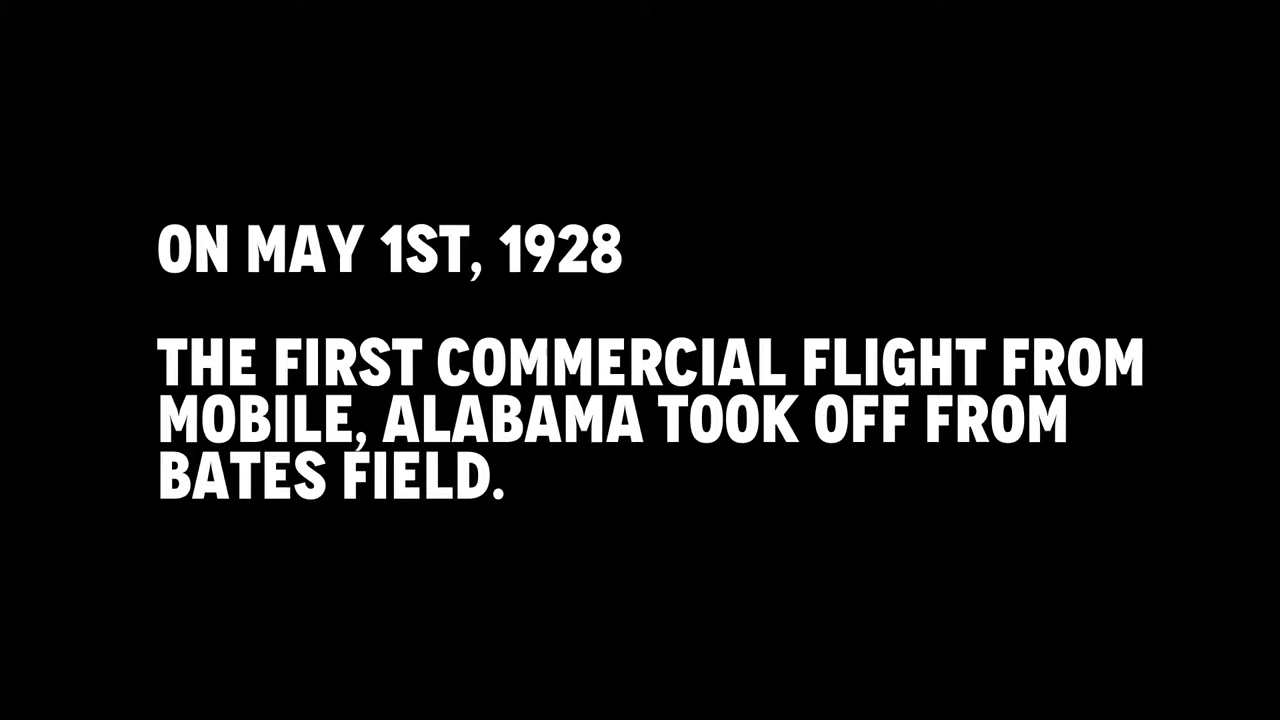 ON MAY 1ST, 1928
THE FIRST COMMERCIAL FLIGHT FROM
MOBILE, ALABAMA TOOK OFF FROM
BATES FIELD.